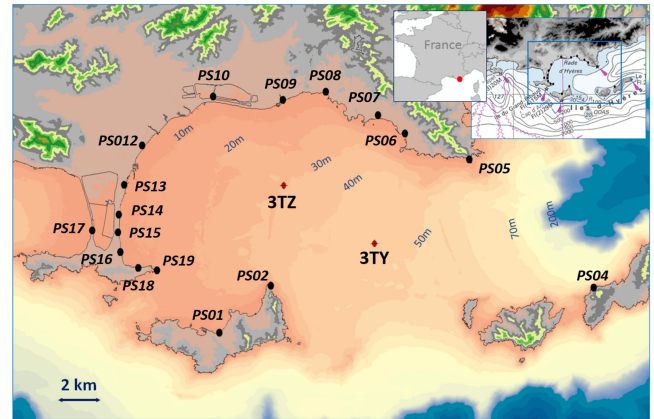 France
Rade
d'Hyères
PS10
PS09
PS08
PS07
PS06
PS05
PS012
10m
20m
30m
40m
50m
70m
200m
3TZ
3TY
PS13
PS14
PS15
PS17
PS16
PS18
PS19
PS02
PS01
PS04
2 km